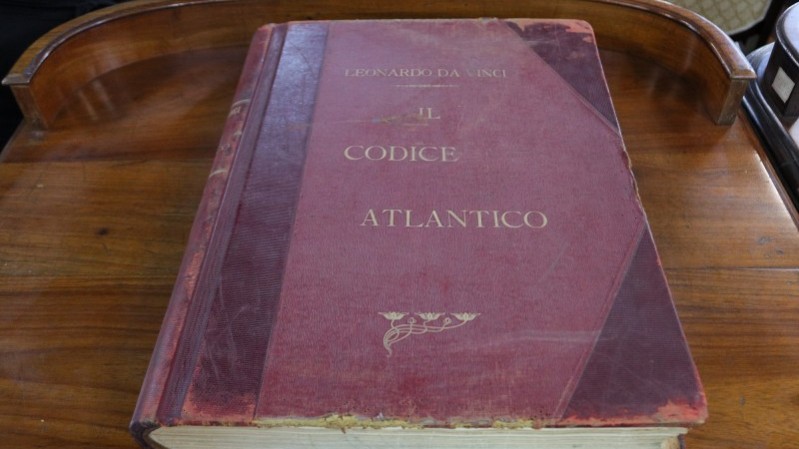 LEONARDO DA VINCI
IL
CODICE
ATLANTICO